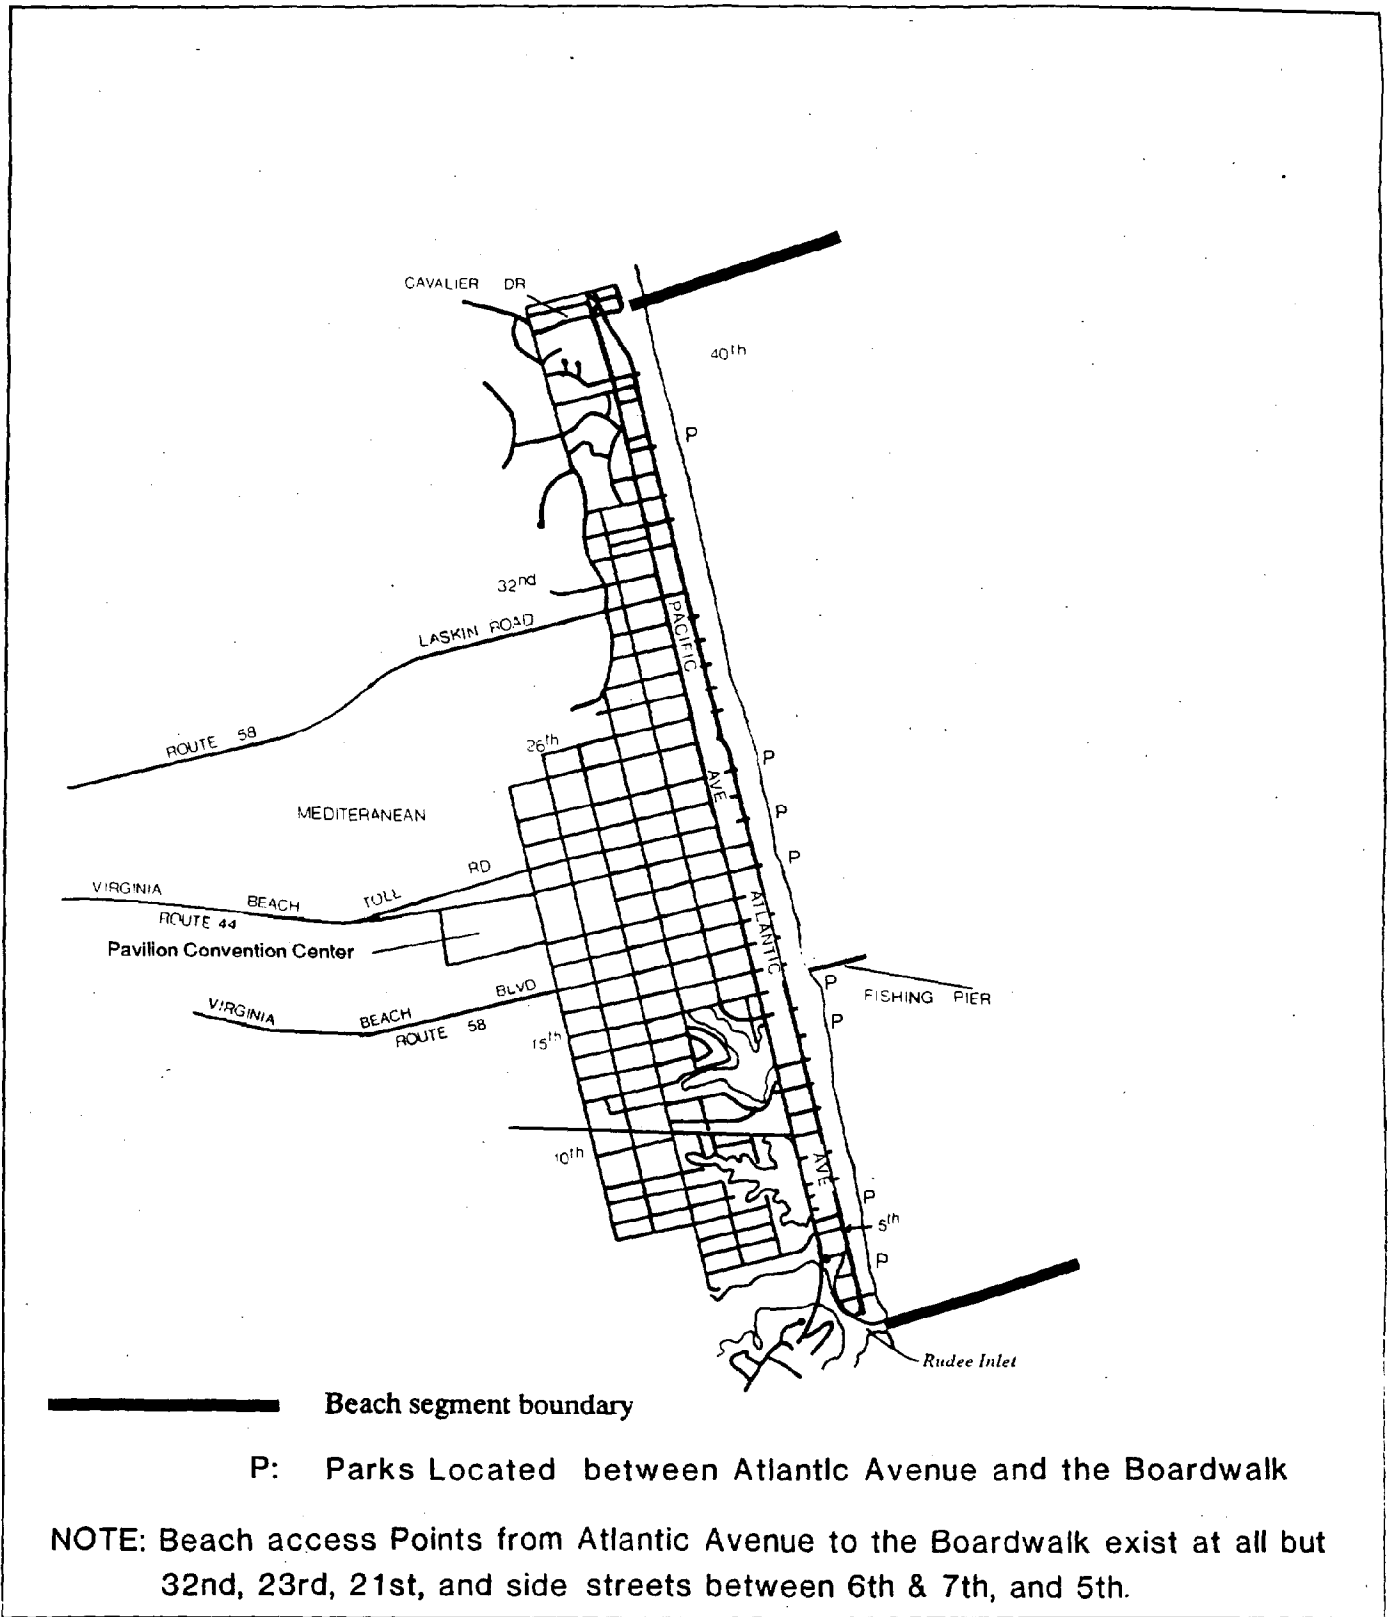 CAVALIER DR
40th
P
32nd
LASKIN ROAD
PACIFIC
ROUTE 58
26th
P
AVE
MEDITERANEAN
P
P
RD
VIRGINIA BEACH TOLL
ROUTE 44
ATLANTIC
Pavilion Convention Center
P
FISHING PIER
BLVD
VIRGINIA BEACH
P
ROUTE 58
15th
10th
AVE
P
5th
P
Rudee Inlet
Beach segment boundary
P: Parks Located between Atlantic Avenue and the Boardwalk
NOTE: Beach access Points from Atlantic Avenue to the Boardwalk exist at all but
32nd, 23rd, 21st, and side streets between 6th & 7th, and 5th.